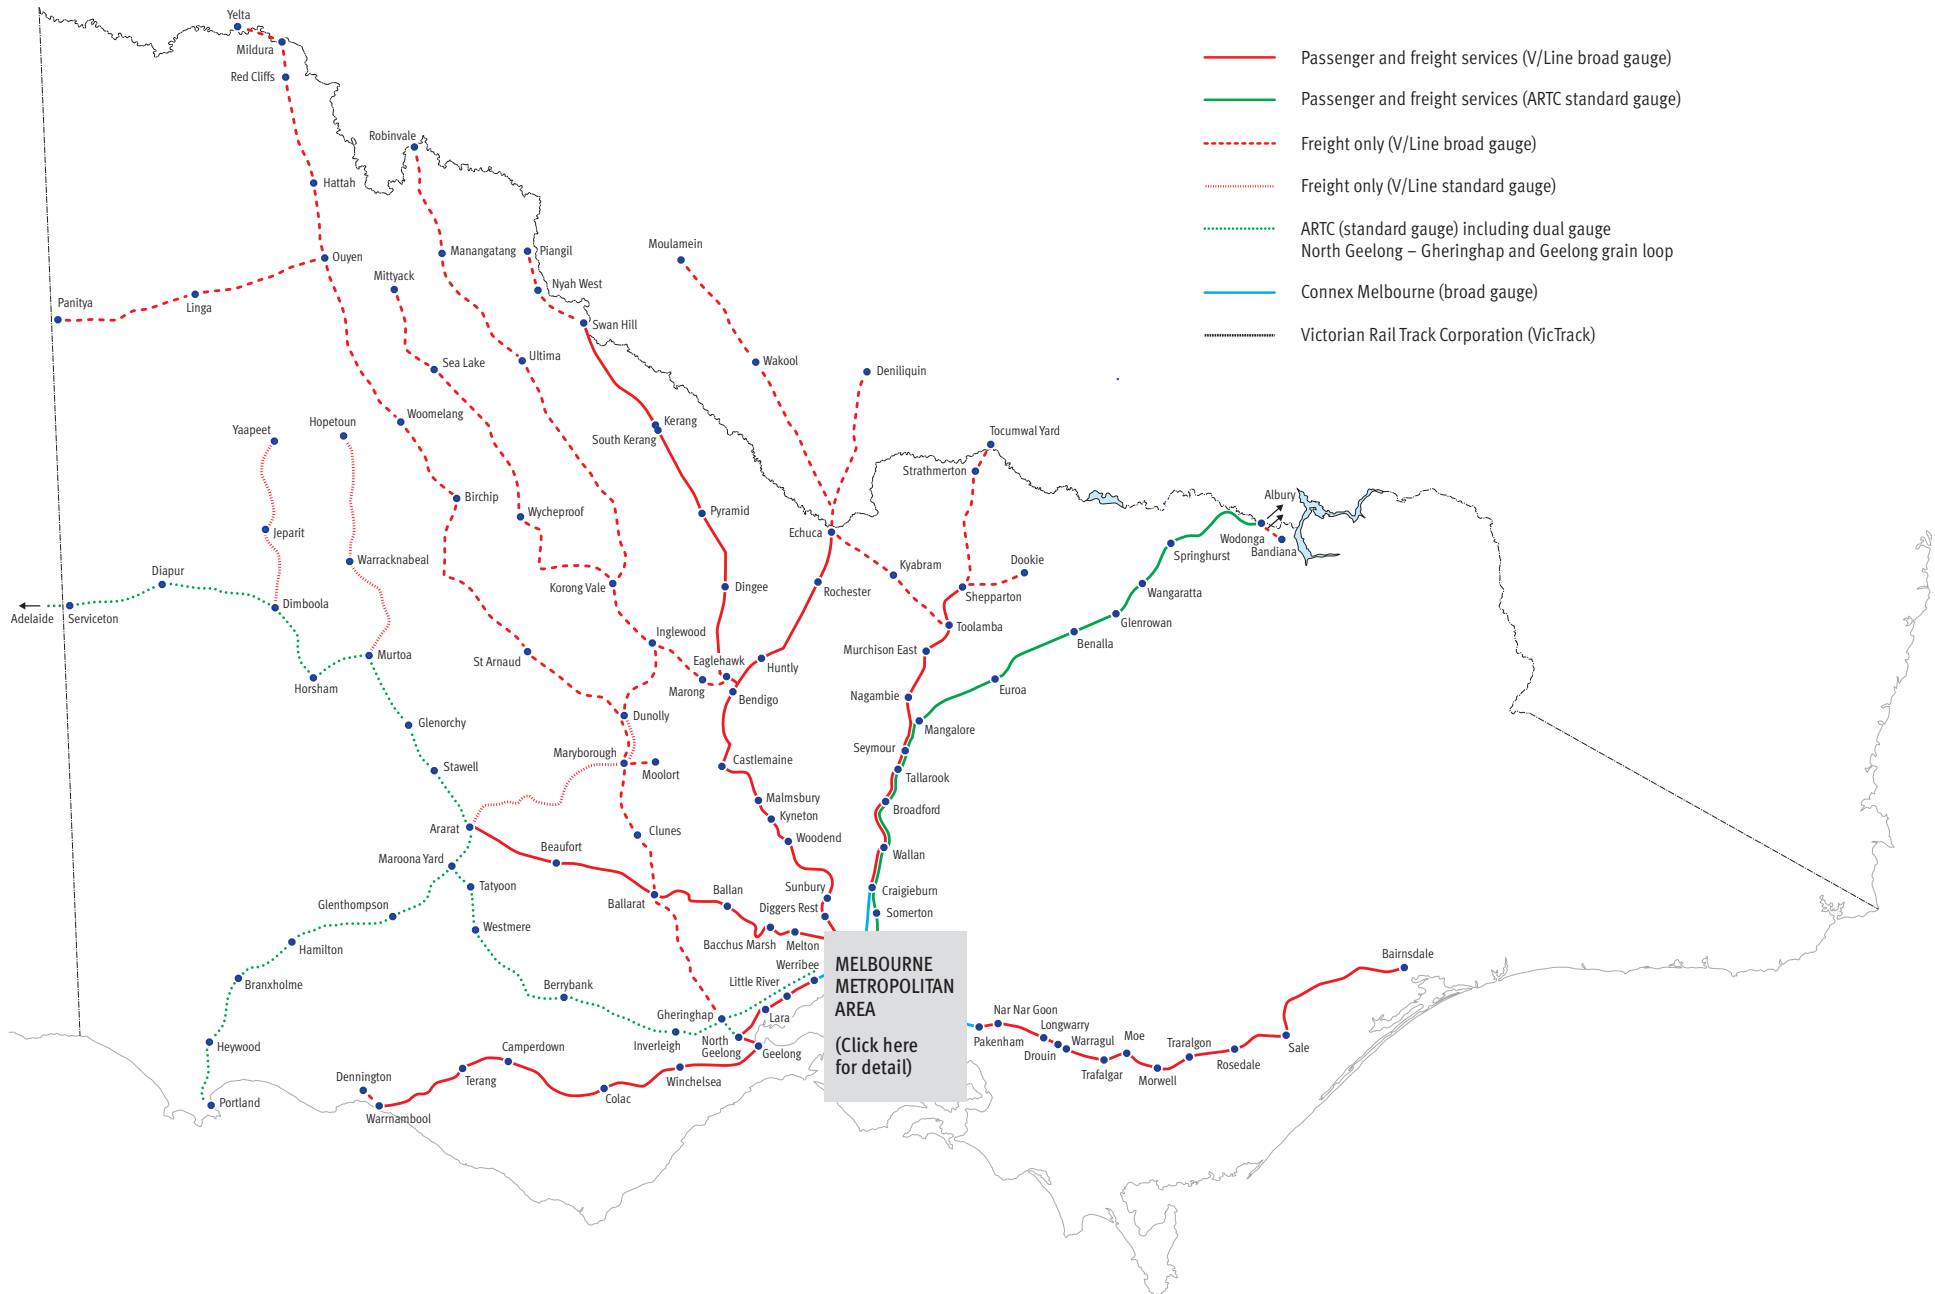 Yelta
Mildura
Red Cliffs
Robinvale
Hattah
Ouyen
Panitya
Linga
Mittyack
Manangatang
Piangil
Nyah West
Swan Hill
Moulamein
Wakool
Deniliquin
Ultima
Sea Lake
Woomelang
Yaapeet
Hopetoun
Kerang
South Kerang
Tocumwal Yard
Strathmerton
Birchip
Wycheproof
Pyramid
Echuca
Albury
Wodonga
Bandiana
Springhurst
Jeparit
Warracknabeal
Diapur
Dimboola
Adelaide
Serviceton
Korong Vale
Dingee
Rochester
Kyabram
Dookie
Shepparton
Wangaratta
Glenrowan
Benalla
Toolamba
Murchison East
Murtoa
Horsham
St Arnaud
Inglewood
Eaglehawk
Huntly
Marong
Bendigo
Nagambie
Euroa
Mangalore
Glenorchy
Dunolly
Stawell
Maryborough
Moolort
Castlemaine
Seymour
Tallarook
Malmsbury
Kyneton
Broadford
Woodend
Wallan
Ararat
Clunes
Beaufort
Maroona Yard
Tatyoon
Glenthompson
Ballarat
Ballan
Sunbury
Craigieburn
Diggers Rest
Somerton
Westmere
Hamilton
Bacchus Marsh
Melton
Werribee
Branxholme
Berrybank
Little River
Gheringhap
Lara
Inverleigh
North
Geelong
Geelong
Heywood
Portland
Camperdown
Terang
Dennington
Warrnambool
Colac
Winchelsea
MELBOURNE
METROPOLITAN
AREA
(Click here
for detail)
Nar Nar Goon
Pakenham
Longwarry
Drouin
Warragul
Trafalgar
Moe
Morwell
Traralgon
Rosedale
Sale
Bairnsdale
Passenger and freight services (V/Line broad gauge)
Passenger and freight services (ARTC standard gauge)
Freight only (V/Line broad gauge)
Freight only (V/Line standard gauge)
ARTC (standard gauge) including dual gauge
North Geelong – Gheringhap and Geelong grain loop
Connex Melbourne (broad gauge)
Victorian Rail Track Corporation (VicTrack)